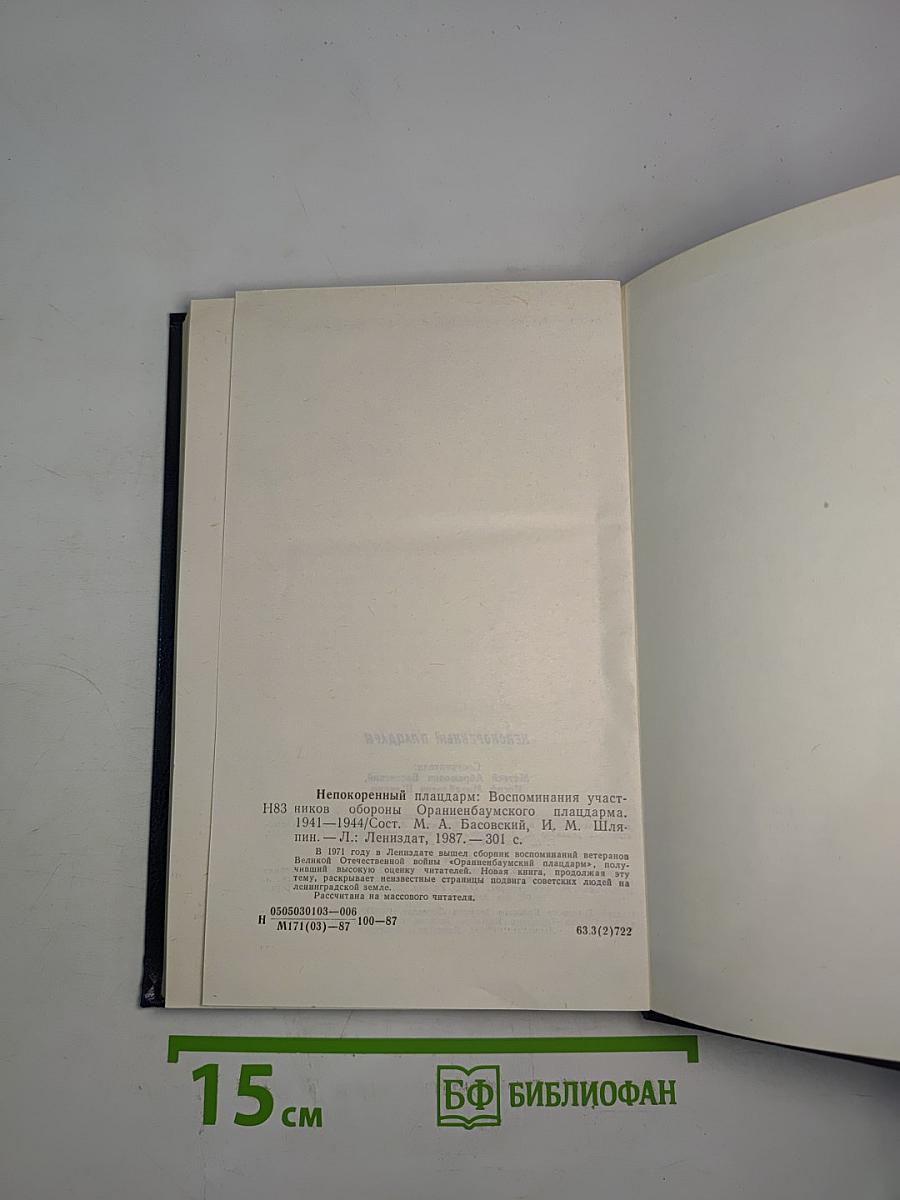 Непокоренный плацдарм: Воспоминания участ-
Н83 ников обороны Ораниенбаумского плацдарма.
1941—1944/Сост. М. А. Басовский, И. М. Шля-
пин. — Л.: Лениздат, 1987. — 301 с.
В 1971 году в Лениздате вышел сборник воспоминаний ветеранов
Великой Отечественной войны «Ораниенбаумский плацдарм», полу-
чивший высокую оценку читателей. Новая книга, продолжая эту
тему, раскрывает неизвестные страницы подвига советских людей на
ленинградской земле.
Рассчитана на массового читателя.
0505030103—006
Н 100—87
М171(03)—87
63.3(2)722
15 см
БФ БИБЛИОФАН